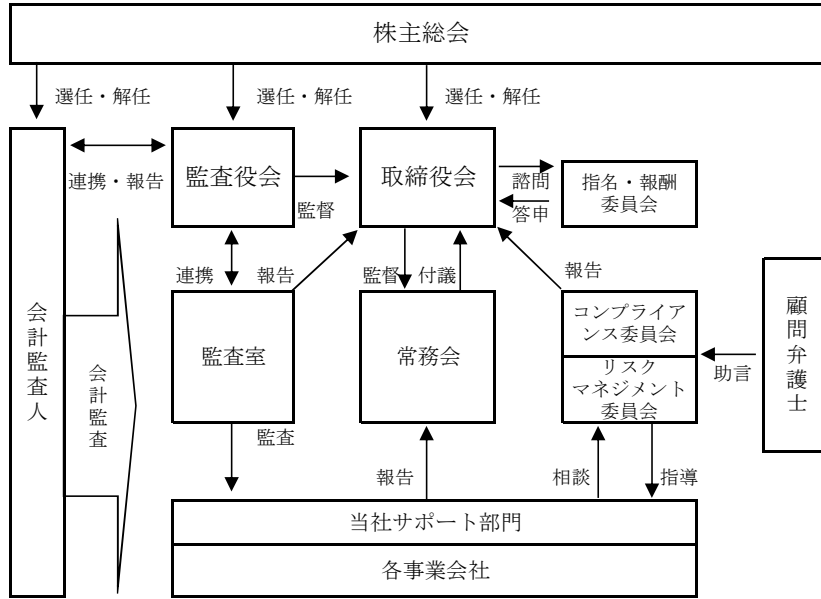 株主総会
選任・解任
選任・解任
選任・解任
連携・報告
監査役会
監督
取締役会
諮問
答申
指名・報酬
委員会
連携
報告
監督
付議
報告
会計監査人
会計監査
監査室
常務会
コンプライア
ンス委員会
リスク
マネジメント
委員会
助言
顧問弁護士
監査
報告
相談
指導
当社サポート部門
各事業会社